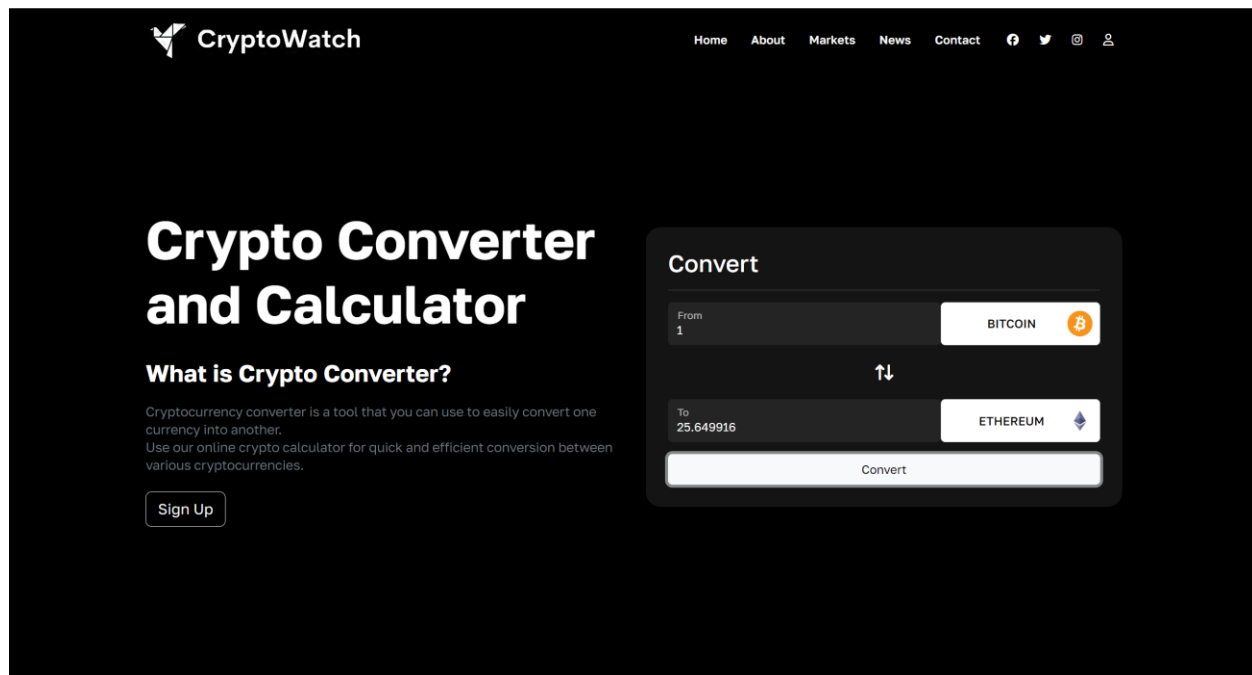 CryptoWatch
Home About Markets News Contact
Crypto Converter
and Calculator
What is Crypto Converter?
Cryptocurrency converter is a tool that you can use to easily convert one
currency into another.
Use our online crypto calculator for quick and efficient conversion between
various cryptocurrencies.
Sign Up
Convert
From
1
BITCOIN
To
25.649916
ETHEREUM
Convert